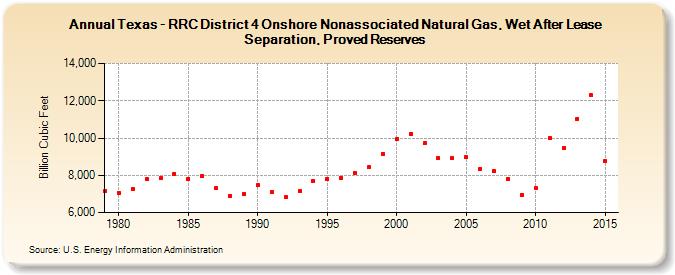 Annual Texas - RRC District 4 Onshore Nonassociated Natural Gas, Wet After Lease
Separation, Proved Reserves
Billion Cubic Feet
14,000
12,000
10,000
8,000
6,000
1980 1985 1990 1995 2000 2005 2010 2015
Source: U.S. Energy Information Administration